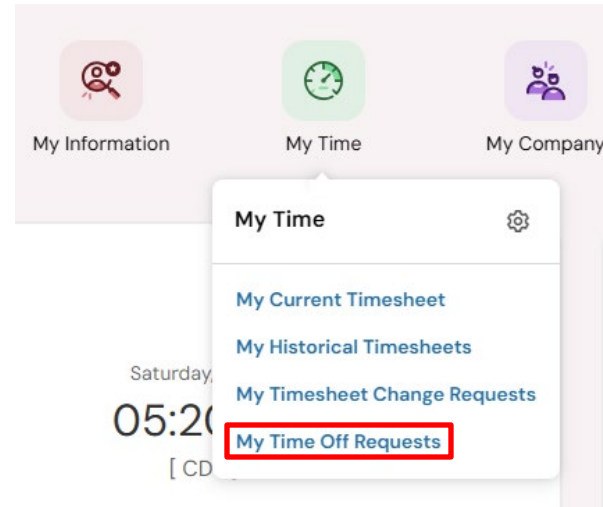 My Information
My Time
My Company
My Time
My Current Timesheet
My Historical Timesheets
My Timesheet Change Requests
My Time Off Requests
Saturday,
05:20
[ CD